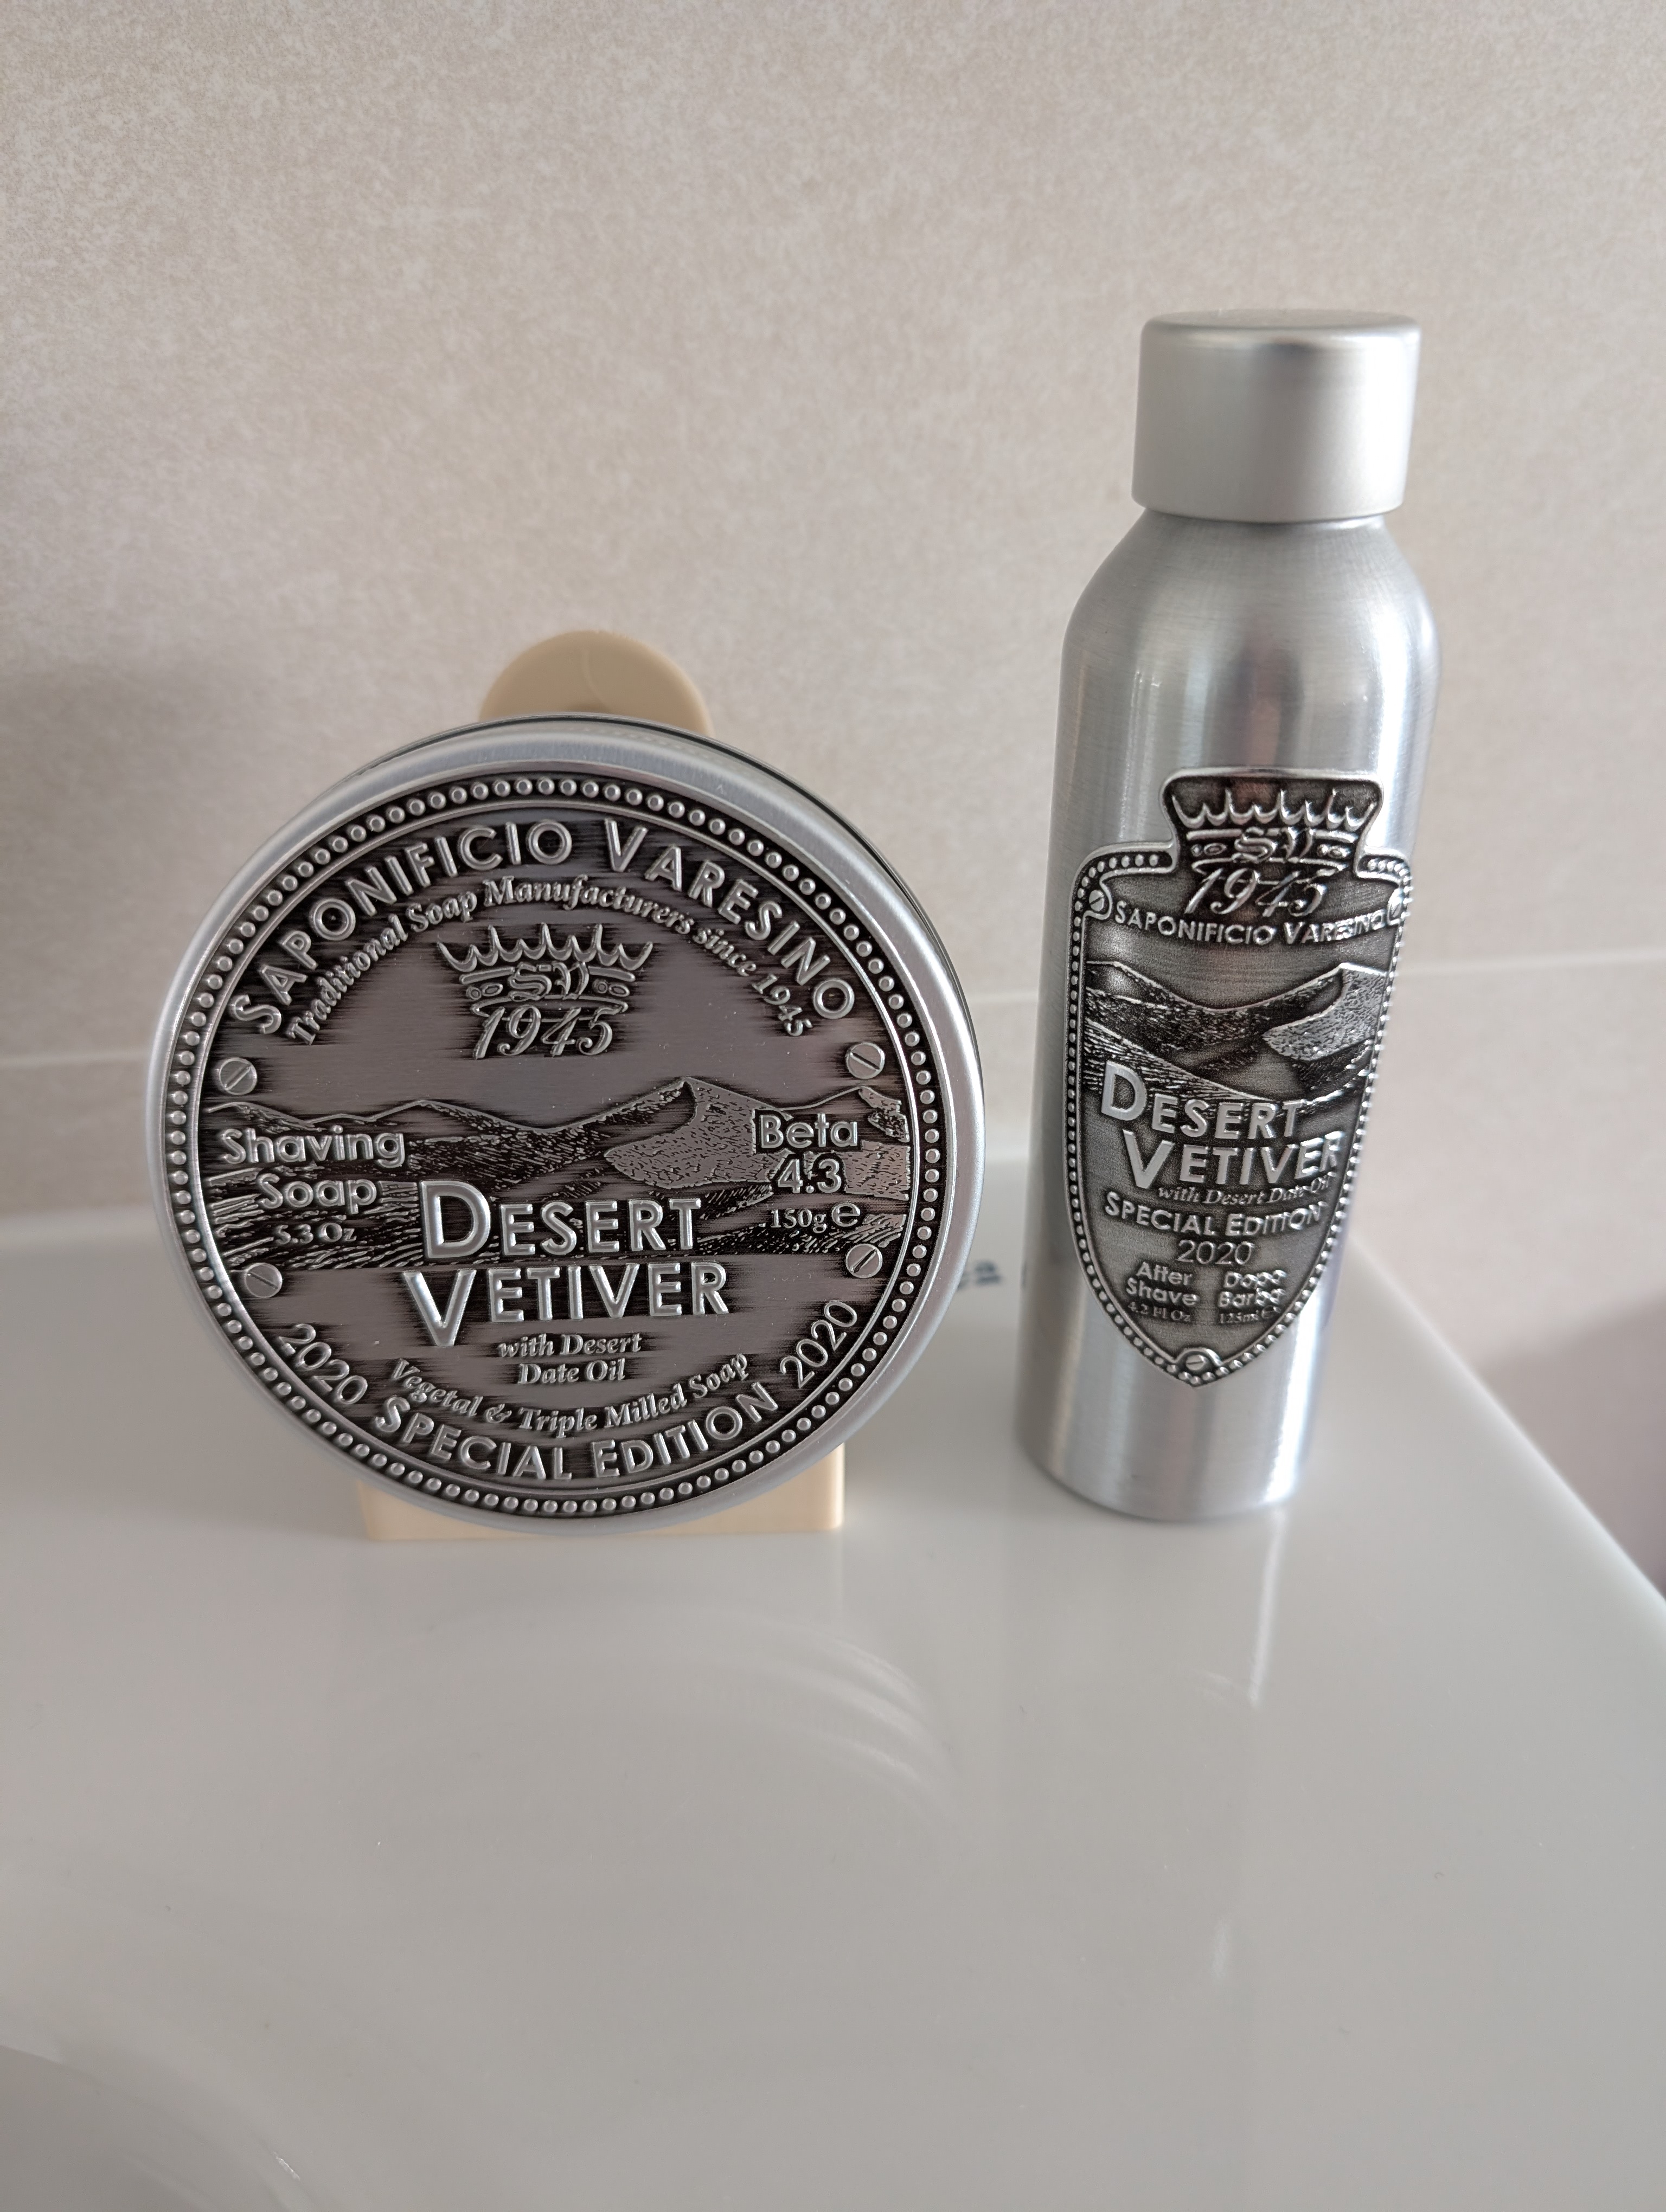 SAPONIFICIO VARESINO
Traditional Soap Manufacturers since 1945
SV
1945
Shaving
Soap
5.3 Oz
Beta
4.3
150g e
DESERT
VETIVER
with Desert
Date Oil
Vegetal & Triple Milled Soap
2020 SPECIAL EDITION 2020
SV
1945
SAPONIFICIO VARESINO
DESERT
VETIVER
with Desert Date Oil
SPECIAL EDITION
2020
After
Shave
4.2 Fl Oz
Dopo
Barba
125ml